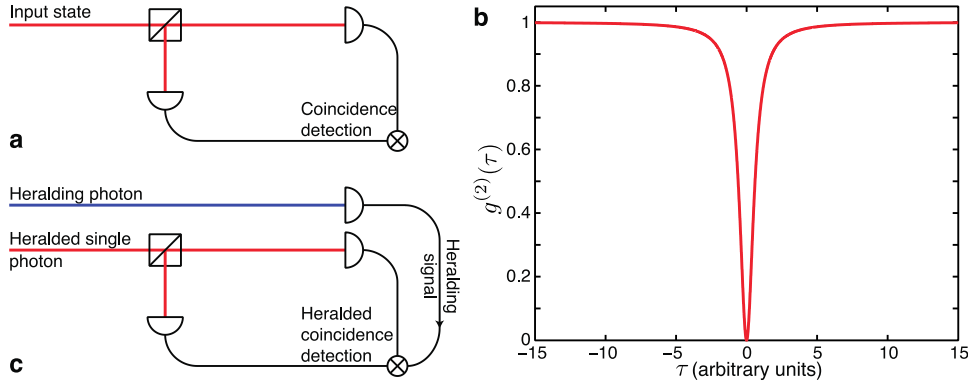 Input state
Coincidence
detection
a
Heralding photon
Heralded single
photon
Heralding
signal
Heralded
coincidence
detection
c
b
1
0.8
0.6
0.4
0.2
0
g(2)(τ)
−15
−10
−5
0
5
10
15
τ (arbitrary units)